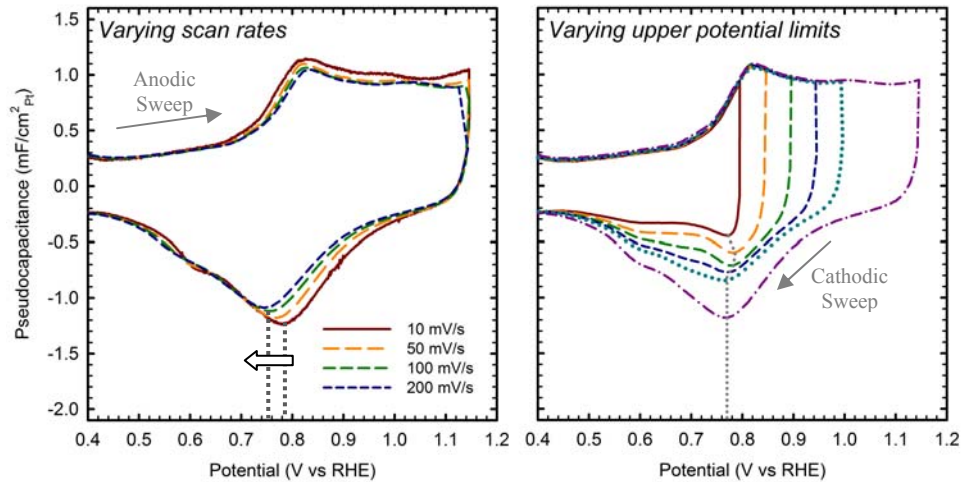 Varying scan rates
Anodic
Sweep
10 mV/s
50 mV/s
100 mV/s
200 mV/s
Pseudocapacitance (mF/cm²Pt)
1.5
1.0
0.5
0.0
-0.5
-1.0
-1.5
-2.0
0.4 0.5 0.6 0.7 0.8 0.9 1.0 1.1 1.2
Potential (V vs RHE)
Varying upper potential limits
Cathodic
Sweep
0.4 0.5 0.6 0.7 0.8 0.9 1.0 1.1 1.2
Potential (V vs RHE)